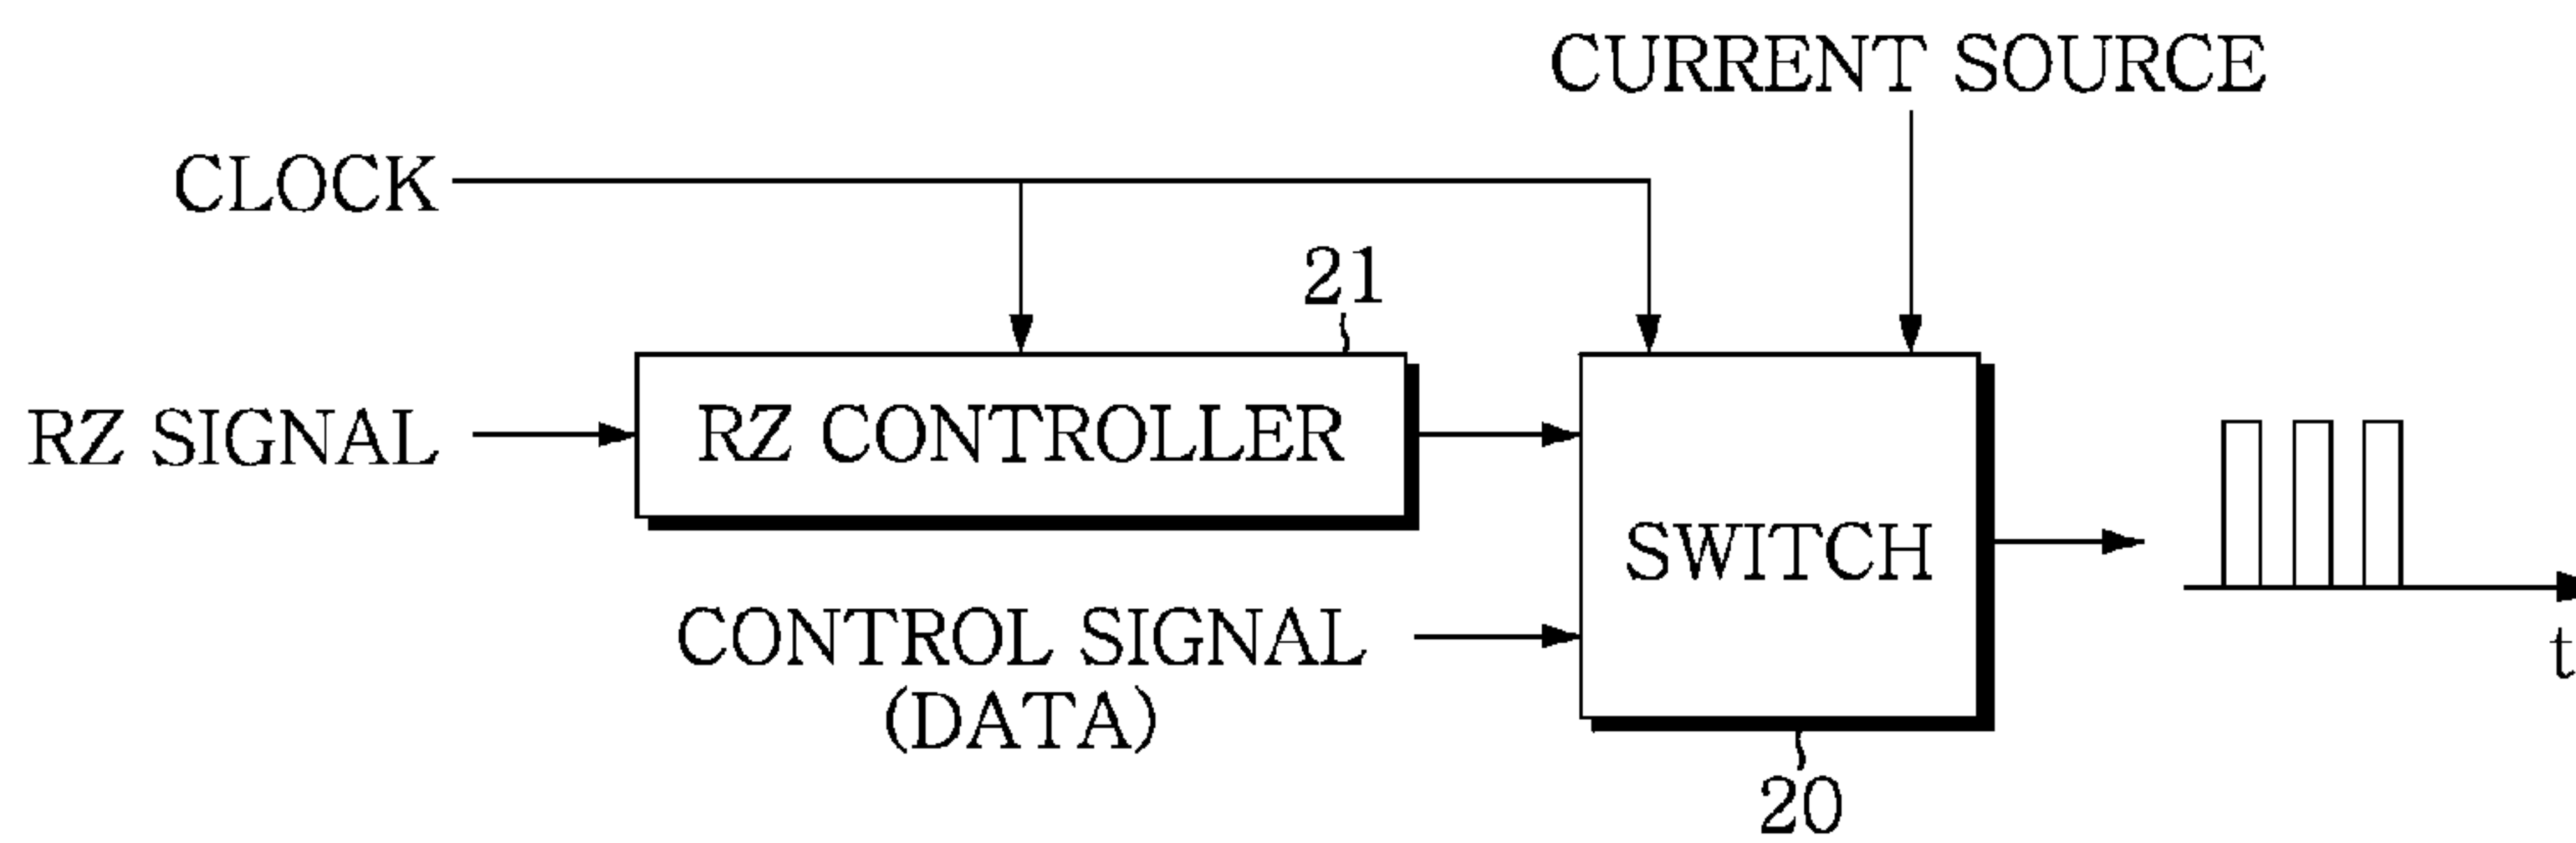 CURRENT SOURCE
CLOCK
21
RZ SIGNAL
RZ CONTROLLER
SWITCH
CONTROL SIGNAL
(DATA)
t
20